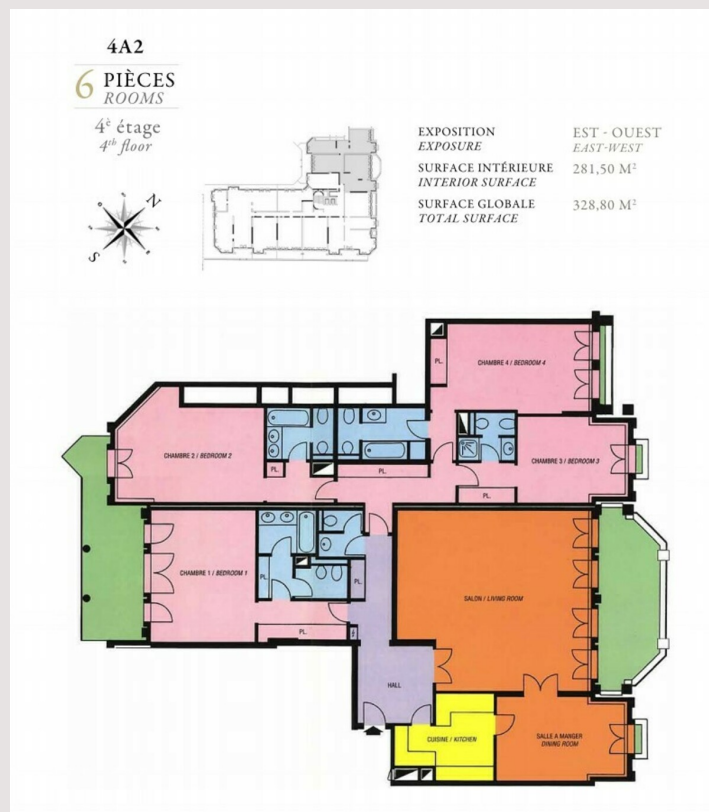 4A2
6 PIÈCES
ROOMS
4è étage
4th floor
EXPOSITION
EXPOSURE
EST - OUEST
EAST-WEST
SURFACE INTÉRIEURE
INTERIOR SURFACE
281,50 M²
SURFACE GLOBALE
TOTAL SURFACE
328,80 M²
N
S
PL.
CHAMBRE 4 / BEDROOM 4
CHAMBRE 2 / BEDROOM 2
CHAMBRE 3 / BEDROOM 3
PL.
PL.
PL.
CHAMBRE 1 / BEDROOM 1
PL.
PL.
PL.
SALON / LIVING ROOM
HALL
CUISINE / KITCHEN
SALLE A MANGER
DINING ROOM